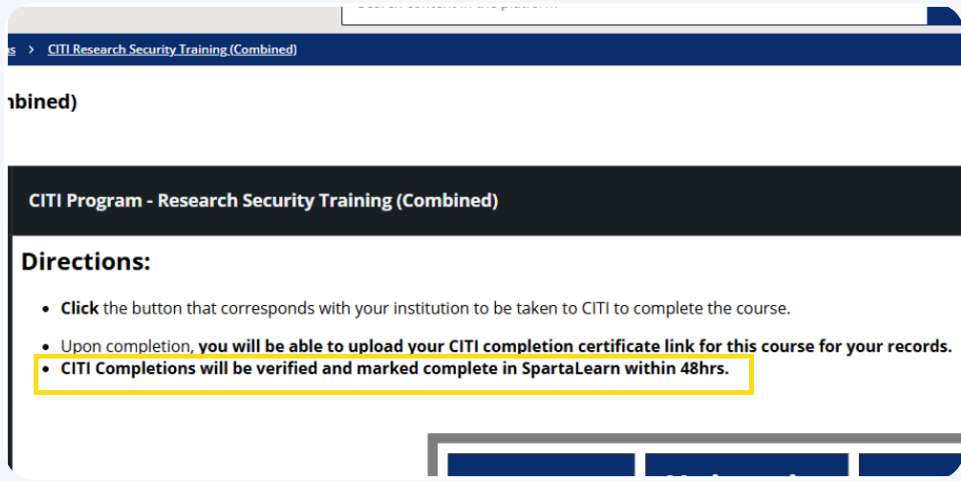 > CITI Research Security Training (Combined)
CITI Program - Research Security Training (Combined)
Directions:
• Click the button that corresponds with your institution to be taken to CITI to complete the course.
• Upon completion, you will be able to upload your CITI completion certificate link for this course for your records.
• CITI Completions will be verified and marked complete in SpartaLearn within 48hrs.